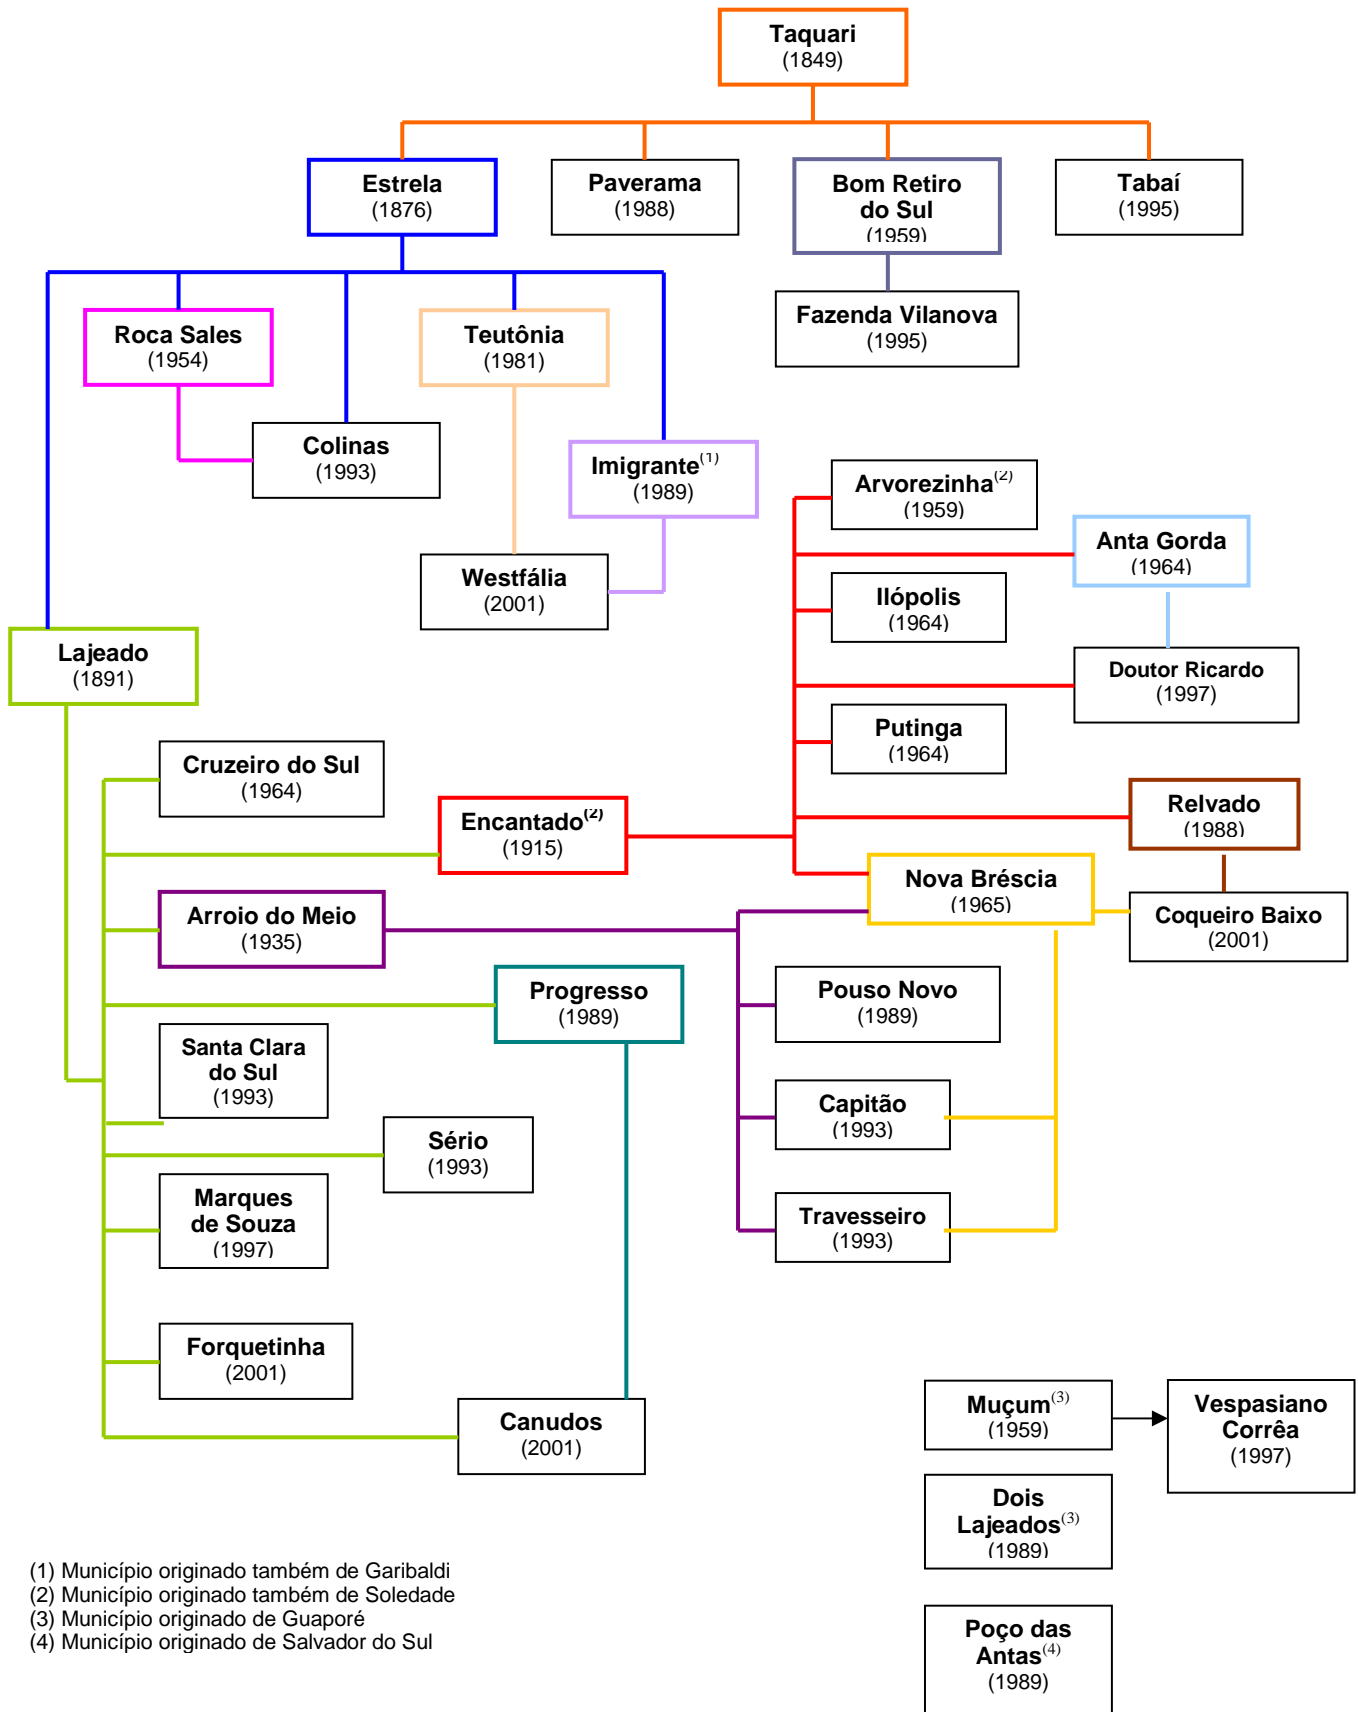 Taquari
(1849)
Estrela
(1876)
Paverama
(1988)
Bom Retiro
do Sul
(1959)
Tabaí
(1995)
Fazenda Vilanova
(1995)
Roca Sales
(1954)
Teutônia
(1981)
Colinas
(1993)
Imigrante(1)
(1989)
Westfália
(2001)
Arvorezinha(2)
(1959)
Anta Gorda
(1964)
Ilópolis
(1964)
Doutor Ricardo
(1997)
Putinga
(1964)
Lajeado
(1891)
Cruzeiro do Sul
(1964)
Encantado(2)
(1915)
Relvado
(1988)
Nova Bréscia
(1965)
Coqueiro Baixo
(2001)
Arroio do Meio
(1935)
Progresso
(1989)
Pouso Novo
(1989)
Santa Clara
do Sul
(1993)
Capitão
(1993)
Sério
(1993)
Marques
de Souza
(1997)
Travesseiro
(1993)
Forquetinha
(2001)
Canudos
(2001)
Muçum(3)
(1959)
Vespasiano
Corrêa
(1997)
Dois
Lajeados(3)
(1989)
Poço das
Antas(4)
(1989)
(1) Município originado também de Garibaldi
(2) Município originado também de Soledade
(3) Município originado de Guaporé
(4) Município originado de Salvador do Sul